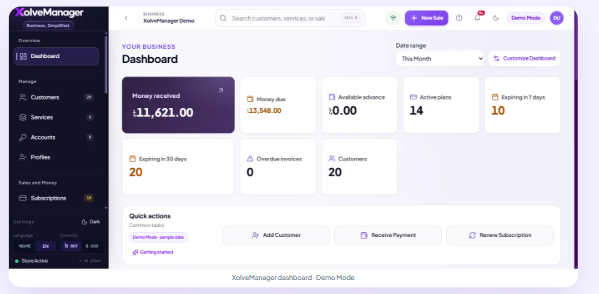 XolveManager
Business, Simplified.
Overview
Dashboard
Manage
Customers 20
Services
Accounts
Profiles
Sales and Money
Subscriptions
Settings
Dark
Language
Currency
EN
৳ BDT $ USD
Store Active
BUSINESS
XolveManager Demo
Search customers, services, or sale
Ctrl K
+ New Sale
9+
Demo Mode
DU
YOUR BUSINESS
Dashboard
Date range
This Month
Customize Dashboard
Money received
৳11,621.00
Money due
৳13,548.00
Available advance
৳0.00
Active plans
14
Expiring in 7 days
10
Expiring in 30 days
20
Overdue invoices
0
Customers
20
Quick actions
Common tasks
Demo Mode · sample data
Getting started
Add Customer
Receive Payment
Renew Subscription
XolveManager dashboard · Demo Mode